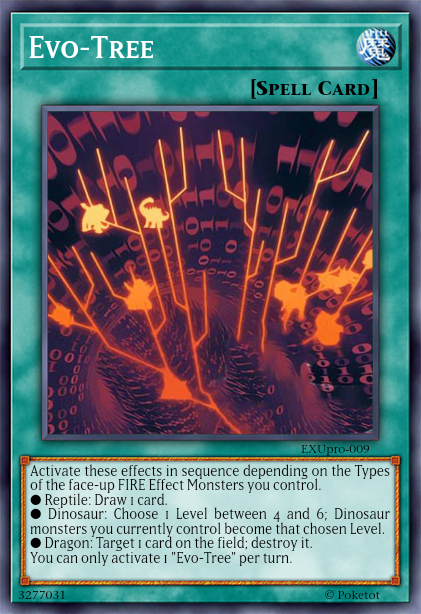 Evo-Tree
[Spell Card]
EXUpro-009
Activate these effects in sequence depending on the Types
of the face-up FIRE Effect Monsters you control.
● Reptile: Draw 1 card.
● Dinosaur: Choose 1 Level between 4 and 6; Dinosaur
monsters you currently control become that chosen Level.
● Dragon: Target 1 card on the field; destroy it.
You can only activate 1 "Evo-Tree" per turn.
3277031
© Poketot